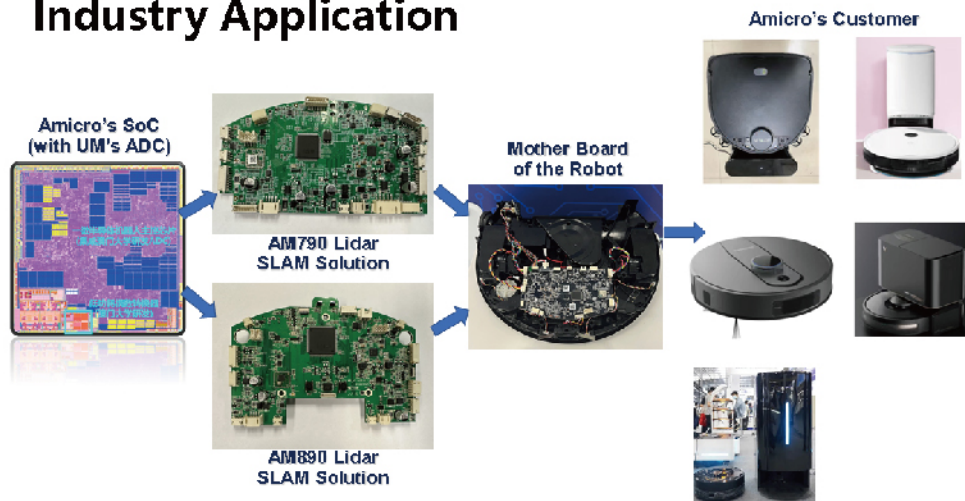 Industry Application
Amicro's Customer
Amicro's SoC
(with UM's ADC)
AM790 Lidar
SLAM Solution
AM890 Lidar
SLAM Solution
Mother Board
of the Robot